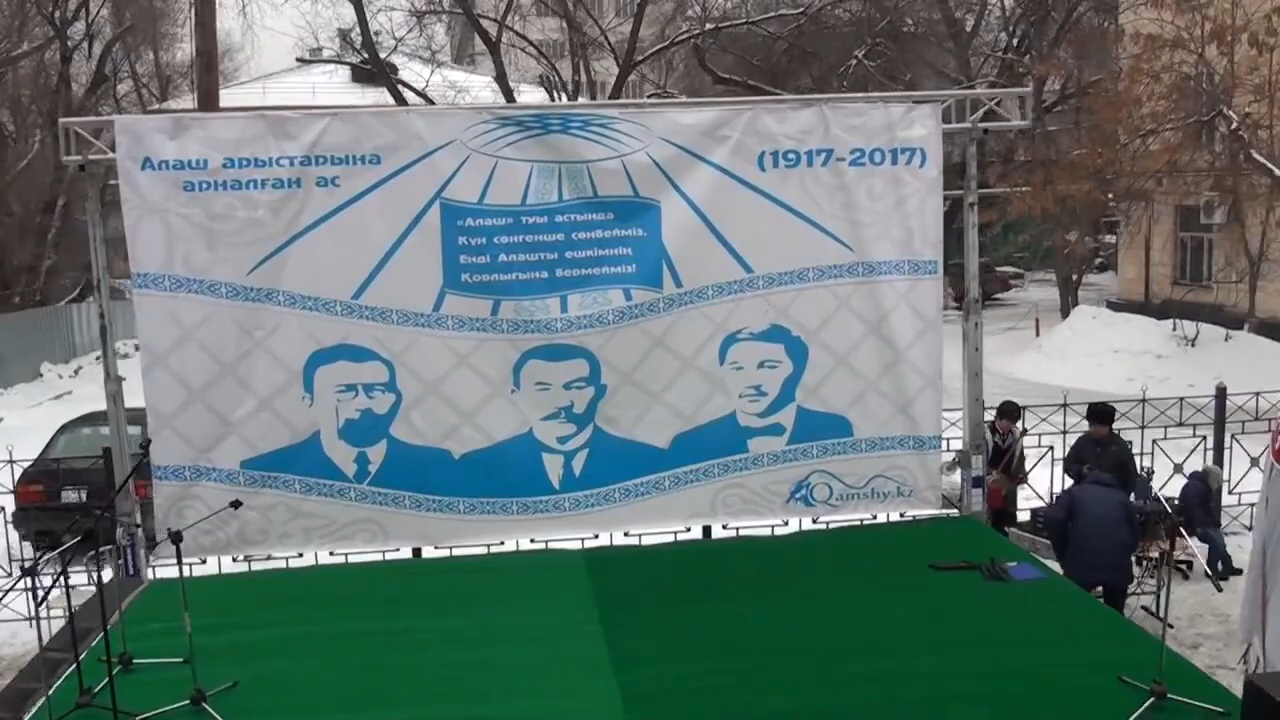 Алаш арыстарына
арналған ас
(1917-2017)
«Алаш» туы астында
Күн сөнгенше сөнбейміз.
Енді Алашты ешкімнің
Қорлығына бермейміз!
Qamshy.kz